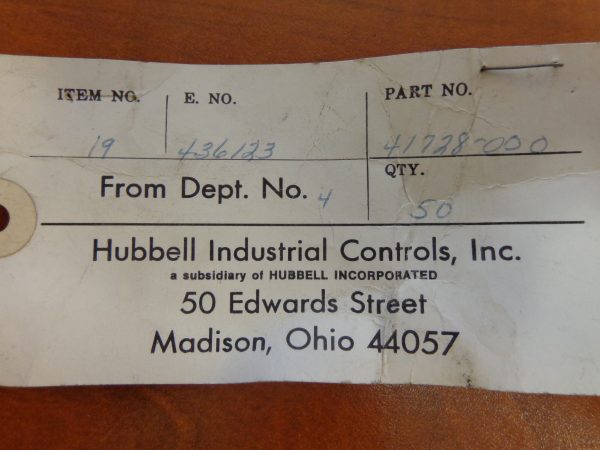 ITEM NO. E. NO. PART NO.
19 436123 41728-000
From Dept. No. 4 QTY.
50
Hubbell Industrial Controls, Inc.
a subsidiary of HUBBELL INCORPORATED
50 Edwards Street
Madison, Ohio 44057